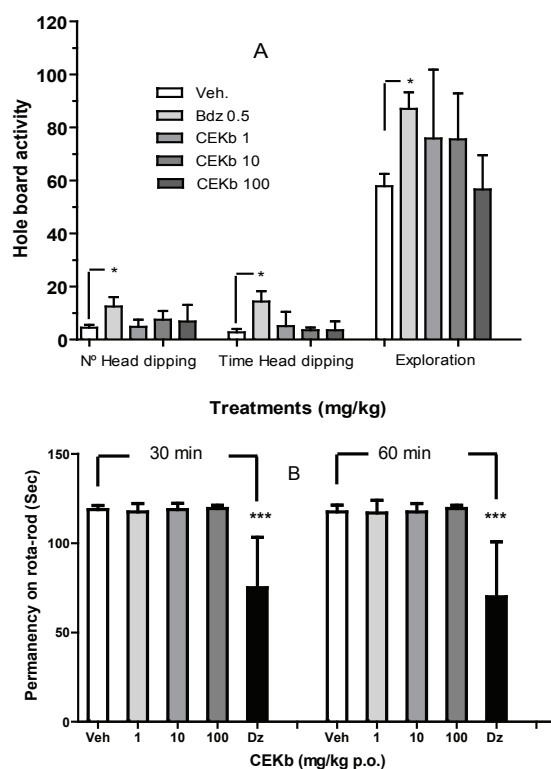 A
120
100
80
60
40
20
0
Hole board activity
Veh.
Bdz 0.5
CEKb 1
CEKb 10
CEKb 100
*
*
*
Nº Head dipping
Time Head dipping
Exploration
Treatments (mg/kg)
B
150
100
50
0
Permanency on rota-rod (Sec)
30 min
60 min
***
***
Veh 1 10 100 Dz Veh 1 10 100 Dz
CEKb (mg/kg p.o.)